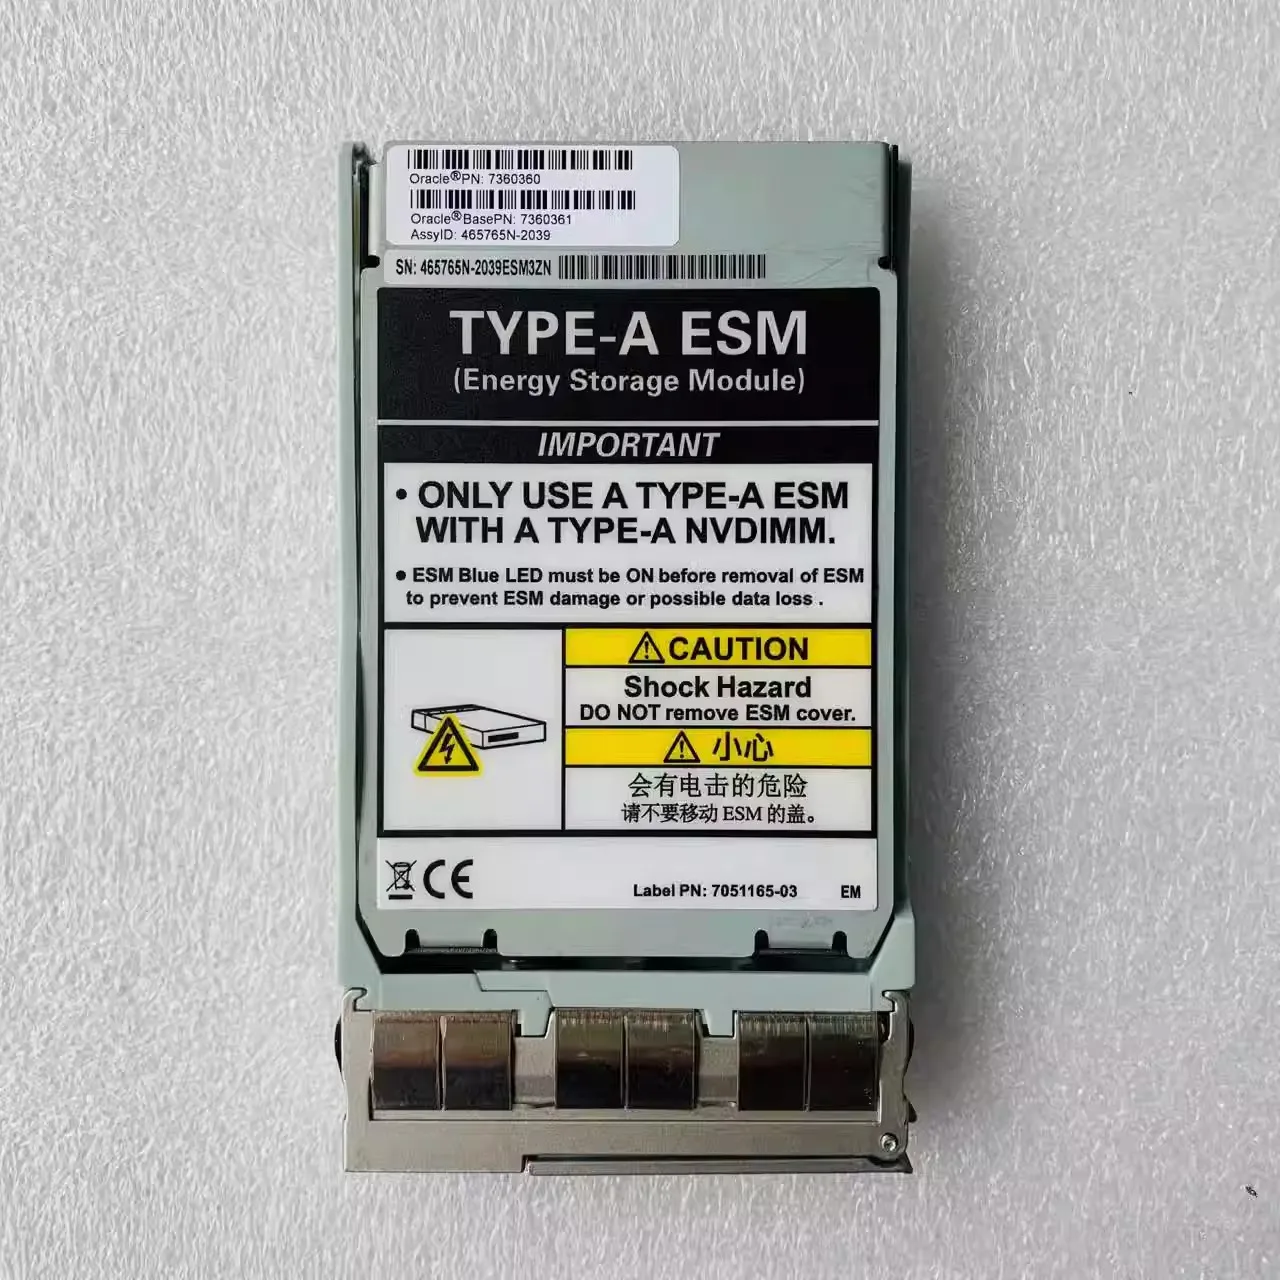 Oracle®PN: 7360360
Oracle®BasePN: 7360361
AssyID: 465765N-2039
SN: 465765N-2039ESM3ZN
TYPE-A ESM
(Energy Storage Module)
IMPORTANT
• ONLY USE A TYPE-A ESM
WITH A TYPE-A NVDIMM.
• ESM Blue LED must be ON before removal of ESM
to prevent ESM damage or possible data loss .
CAUTION
Shock Hazard
DO NOT remove ESM cover.
小心
会有电击的危险
请不要移动 ESM 的盖。
CE
Label PN: 7051165-03 EM